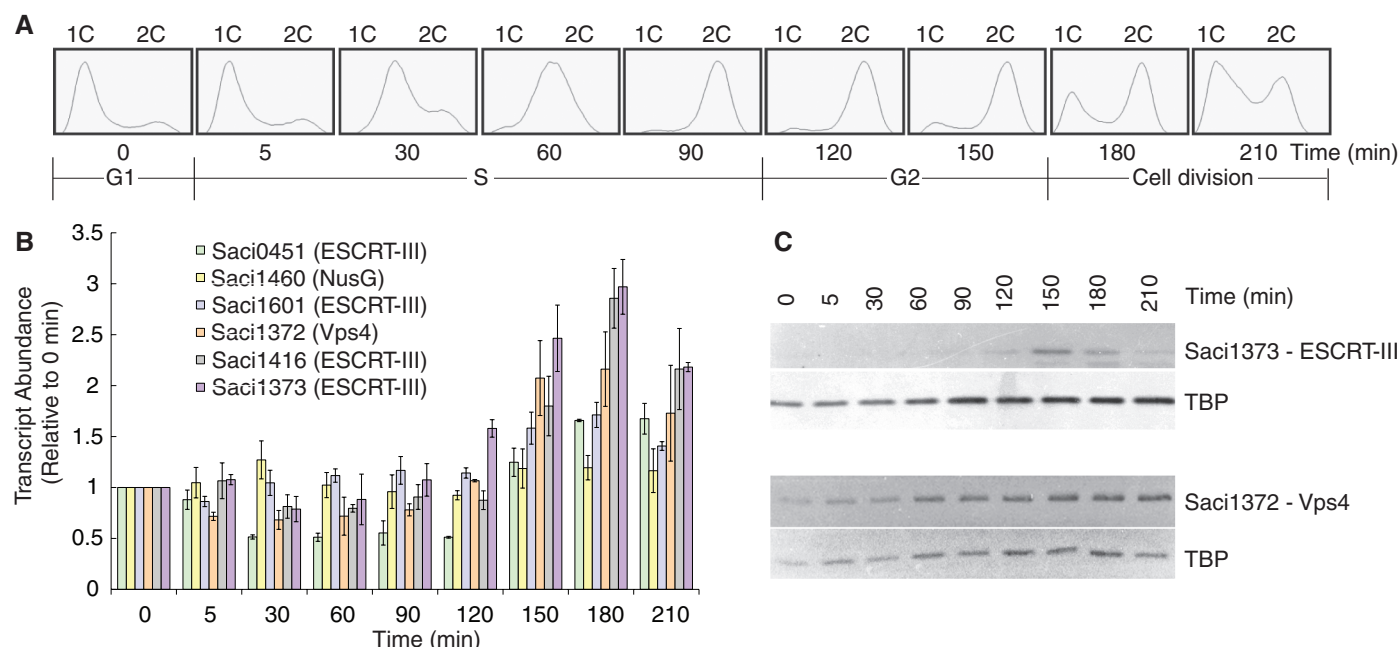 A
1C 2C 1C 2C 1C 2C 1C 2C 1C 2C 1C 2C 1C 2C 1C 2C 1C 2C
0 5 30 60 90 120 150 180 210 Time (min)
G1 S G2 Cell division
B
3.5
3
2.5
2
1.5
1
0.5
0
Transcript Abundance
(Relative to 0 min)
Saci0451 (ESCRT-III)
Saci1460 (NusG)
Saci1601 (ESCRT-III)
Saci1372 (Vps4)
Saci1416 (ESCRT-III)
Saci1373 (ESCRT-III)
0 5 30 60 90 120 150 180 210
Time (min)
C
0 5 30 60 90 120 150 180 210 Time (min)
Saci1373 - ESCRT-III
TBP
Saci1372 - Vps4
TBP